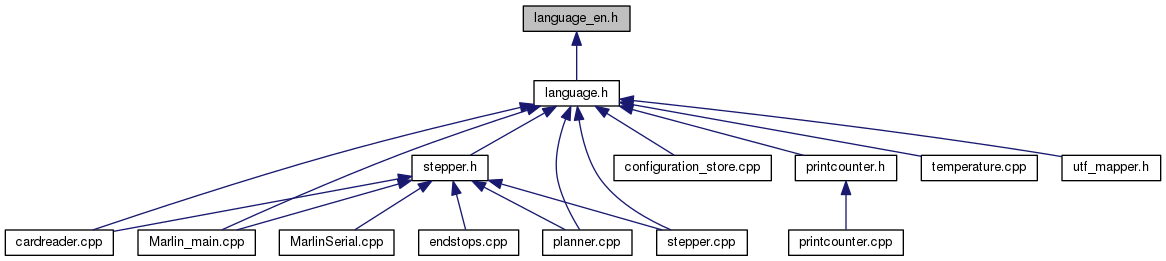 language_en.h
language.h
stepper.h
configuration_store.cpp
printcounter.h
temperature.cpp
utf_mapper.h
cardreader.cpp
Marlin_main.cpp
MarlinSerial.cpp
endstops.cpp
planner.cpp
stepper.cpp
printcounter.cpp